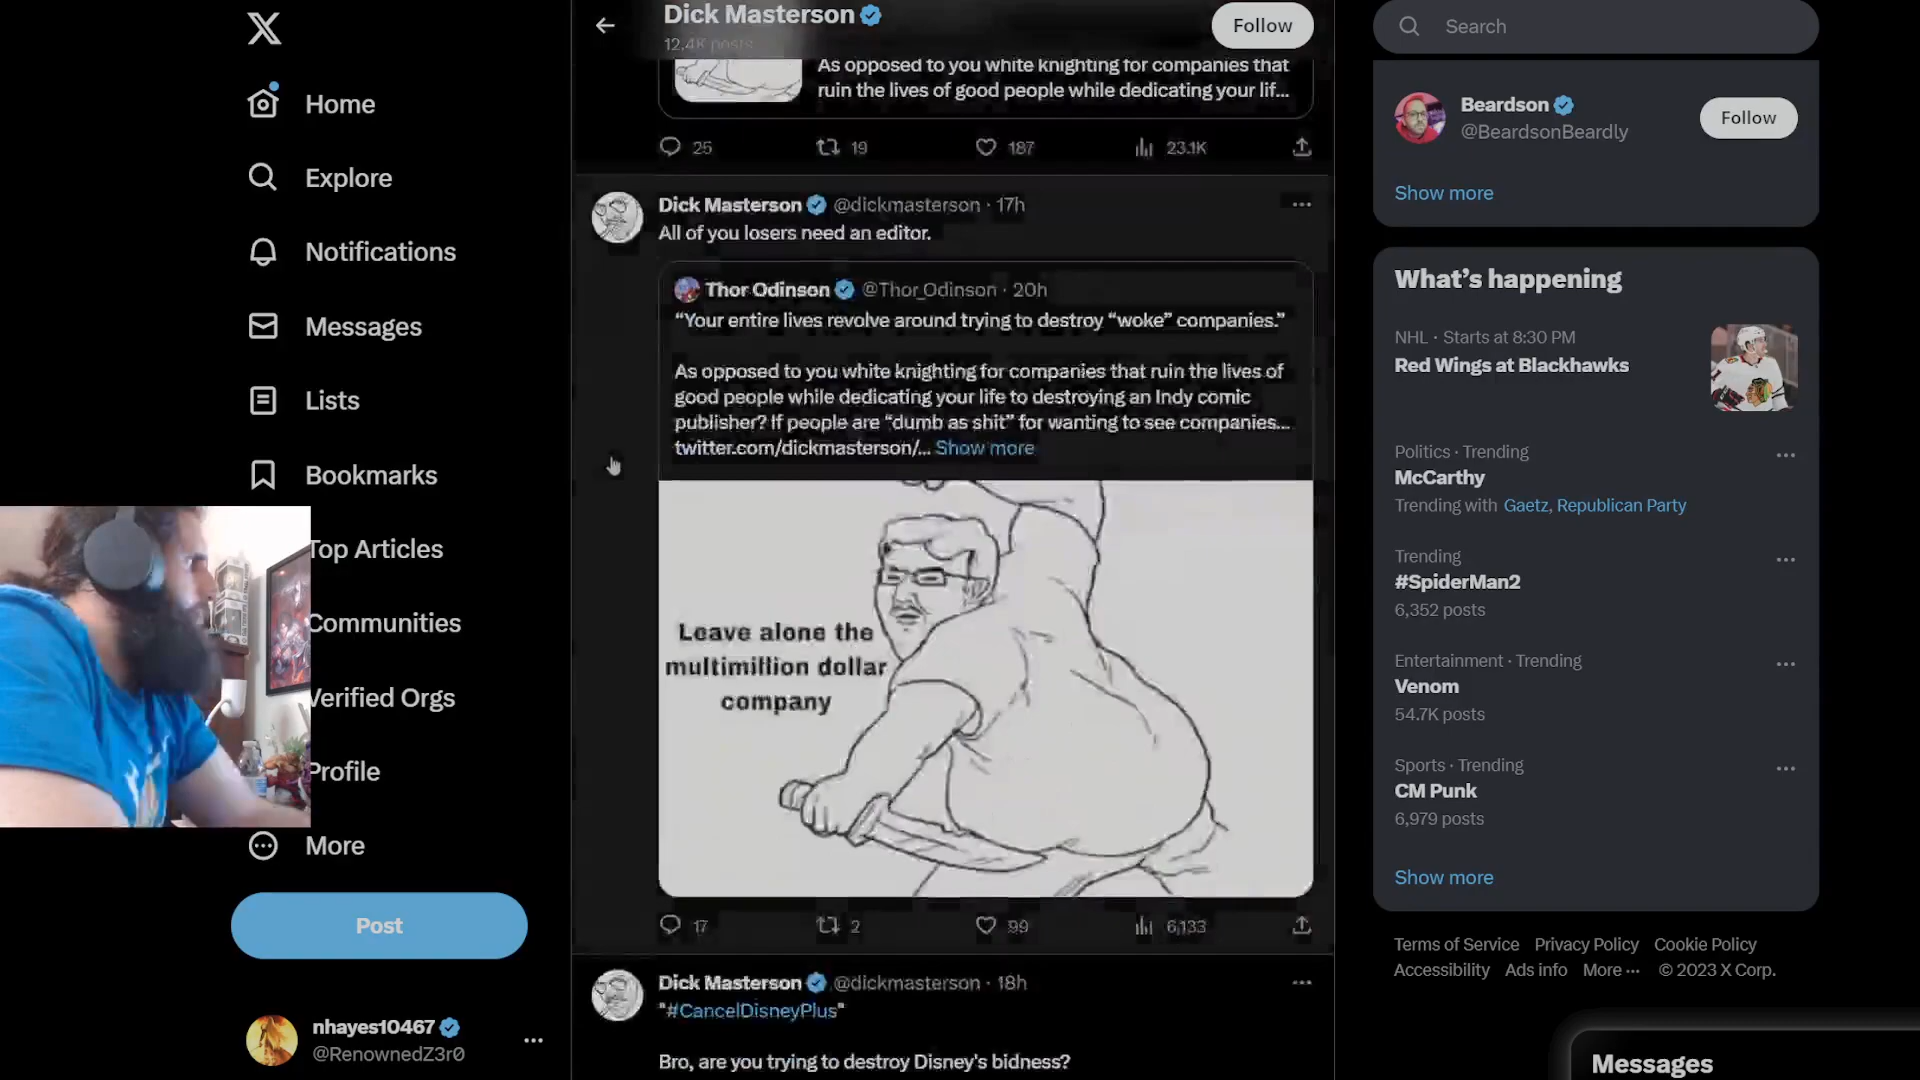 Home
Explore
Notifications
Messages
Lists
Bookmarks
Top Articles
Communities
Verified Orgs
Profile
More
Post
nhayes10467
@RenownedZ3r0
Dick Masterson
12.4K posts
Follow
As opposed to you white knighting for companies that
ruin the lives of good people while dedicating your lif...
25 19 187 23.1K
Dick Masterson @dickmasterson · 17h
All of you losers need an editor.
Thor Odinson @Thor_Odinson · 20h
“Your entire lives revolve around trying to destroy “woke” companies.”
As opposed to you white knighting for companies that ruin the lives of
good people while dedicating your life to destroying an Indy comic
publisher? If people are “dumb as shit” for wanting to see companies...
twitter.com/dickmasterson/... Show more
Leave alone the
multimillion dollar
company
17 2 99 6,133
Dick Masterson @dickmasterson · 18h
"#CancelDisneyPlus"
Bro, are you trying to destroy Disney's bidness?
Search
Beardson
@BeardsonBeardly
Follow
Show more
What’s happening
NHL · Starts at 8:30 PM
Red Wings at Blackhawks
Politics · Trending
McCarthy
Trending with Gaetz, Republican Party
Trending
#SpiderMan2
6,352 posts
Entertainment · Trending
Venom
54.7K posts
Sports · Trending
CM Punk
6,979 posts
Show more
Terms of Service Privacy Policy Cookie Policy
Accessibility Ads info More ··· © 2023 X Corp.
Messages